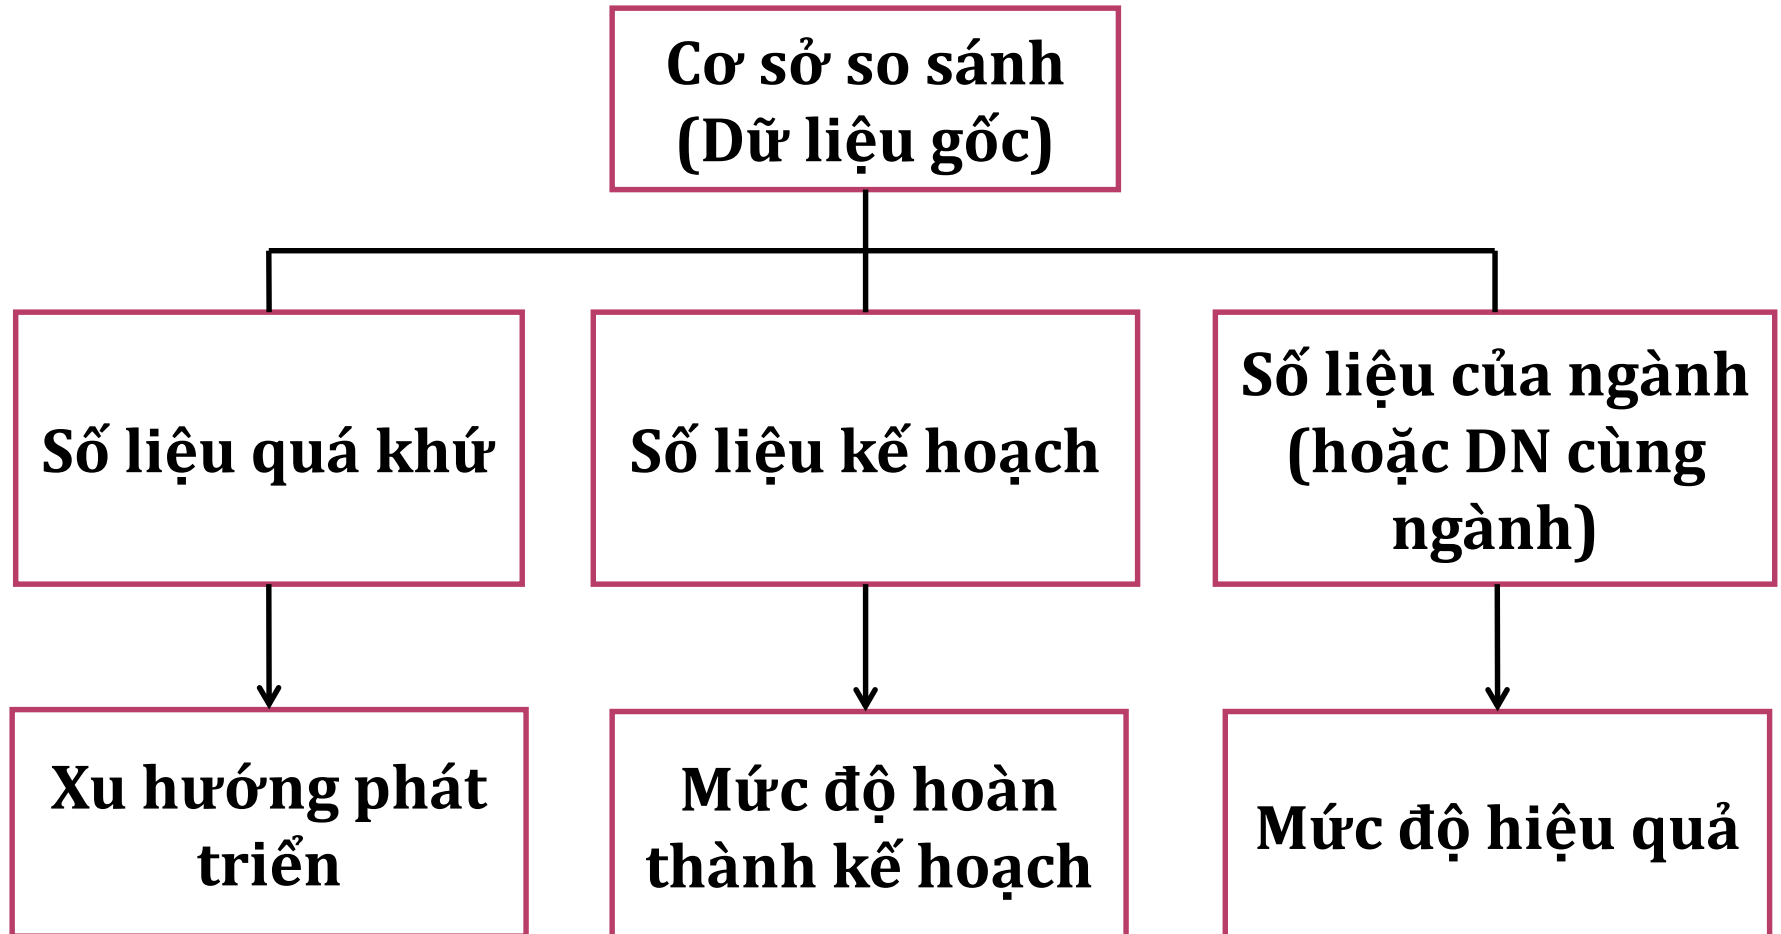 Cơ sở so sánh
(Dữ liệu gốc)
Số liệu quá khứ
Số liệu kế hoạch
Số liệu của ngành
(hoặc DN cùng
ngành)
Xu hướng phát
triển
Mức độ hoàn
thành kế hoạch
Mức độ hiệu quả